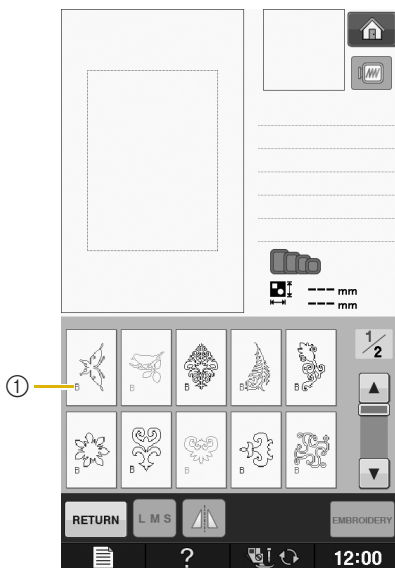 --- mm
--- mm
1/2
①
B B B B B
B B B B B
RETURN L M S EMBROIDERY
? 12:00